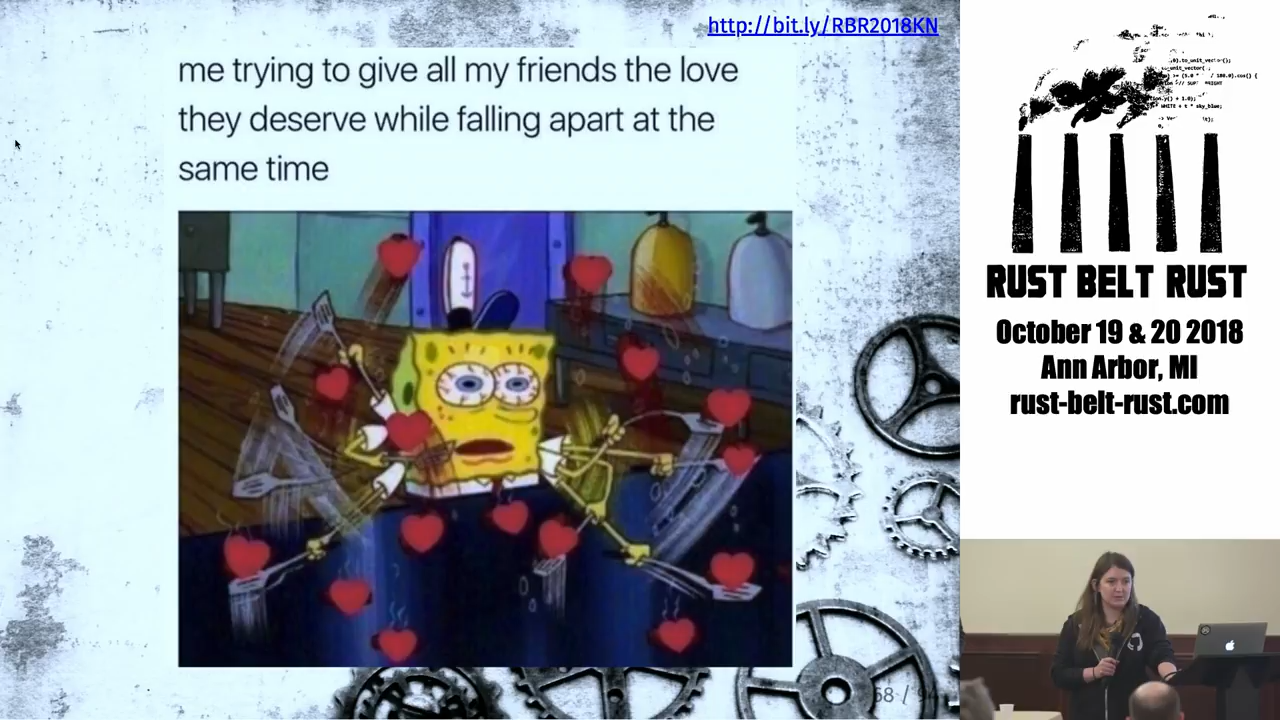 http://bit.ly/RBR2018KN
me trying to give all my friends the love
they deserve while falling apart at the
same time
RUST BELT RUST
October 19 & 20 2018
Ann Arbor, MI
rust-belt-rust.com